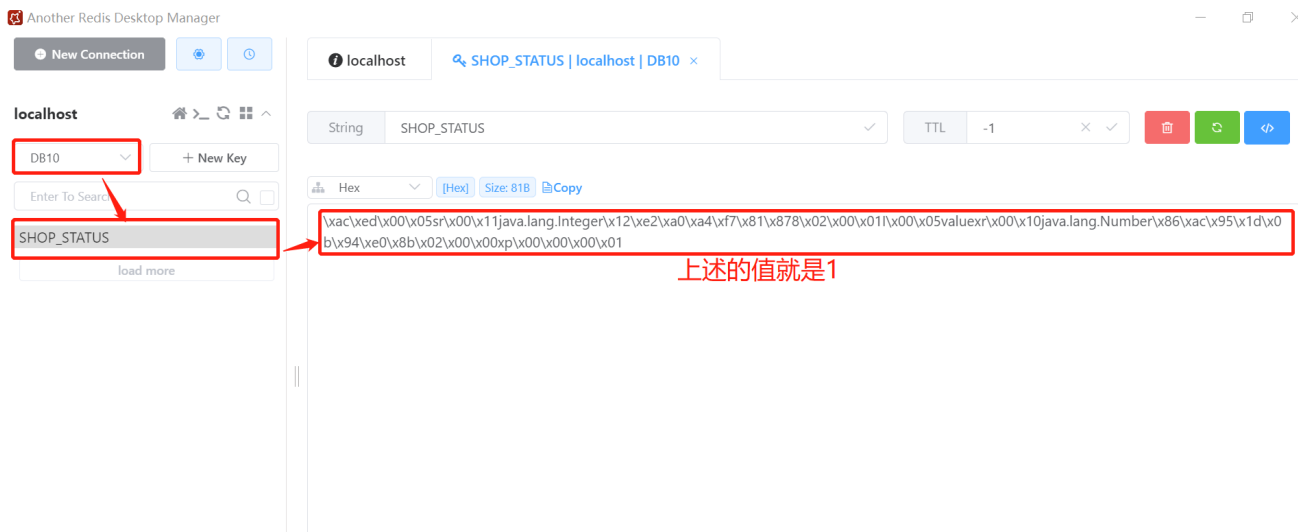 Another Redis Desktop Manager
New Connection
localhost
SHOP_STATUS | localhost | DB10
localhost
String
SHOP_STATUS
TTL
-1
DB10
New Key
Enter To Search
Hex
[Hex]
Size: 81B
Copy
SHOP_STATUS
\xac\xed\x00\x05sr\x00\x11java.lang.Integer\x12\xe2\xa0\xa4\xf7\x81\x878\x02\x00\x01I\x00\x05valuexr\x00\x10java.lang.Number\x86\xac\x95\x1d\x0
b\x94\xe0\x8b\x02\x00\x00xp\x00\x00\x00\x01
load more
上述的值就是1